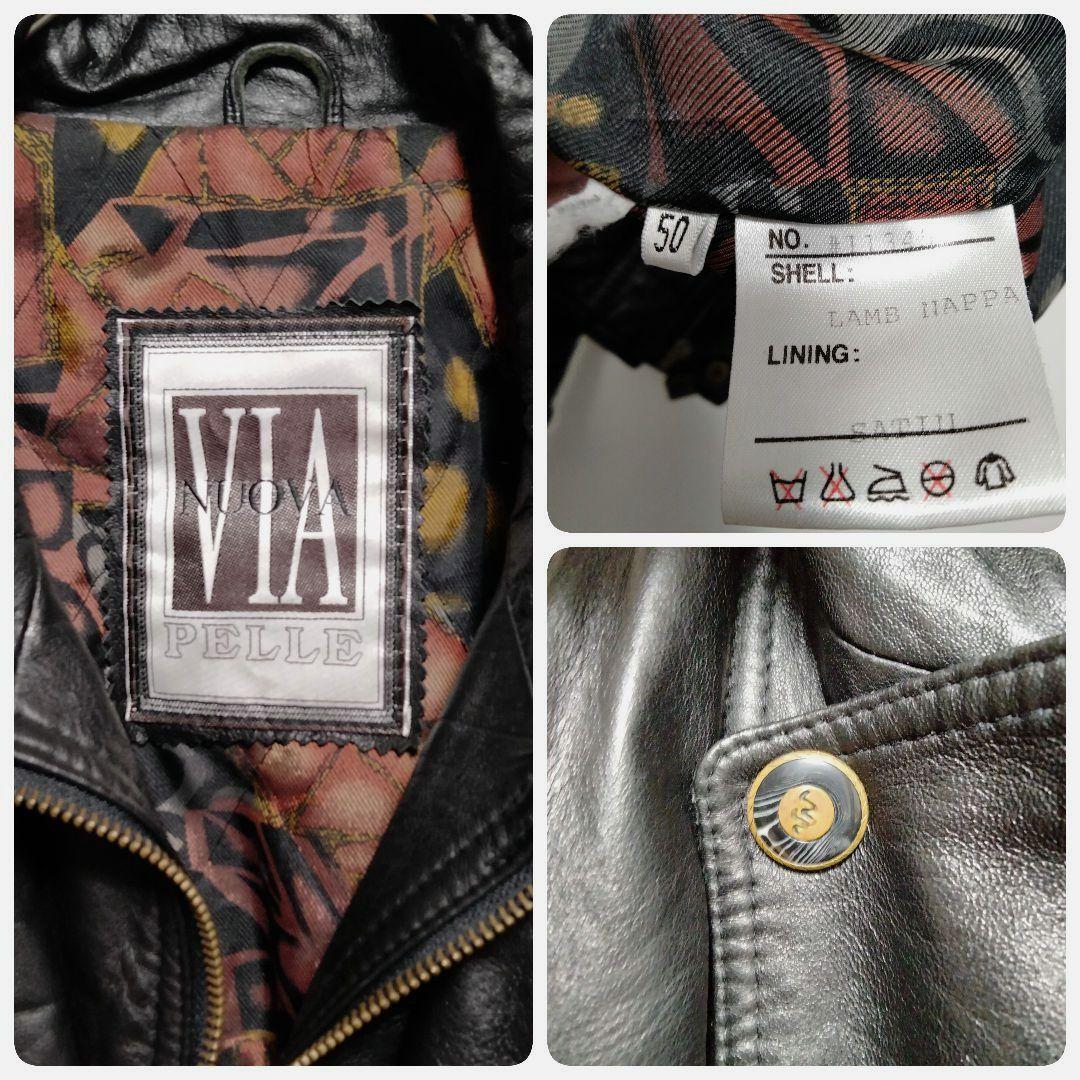 VIA
NUOVA
PELLE
50
NO.
SHELL:
LAMB NAPPA
LINING:
SATIN